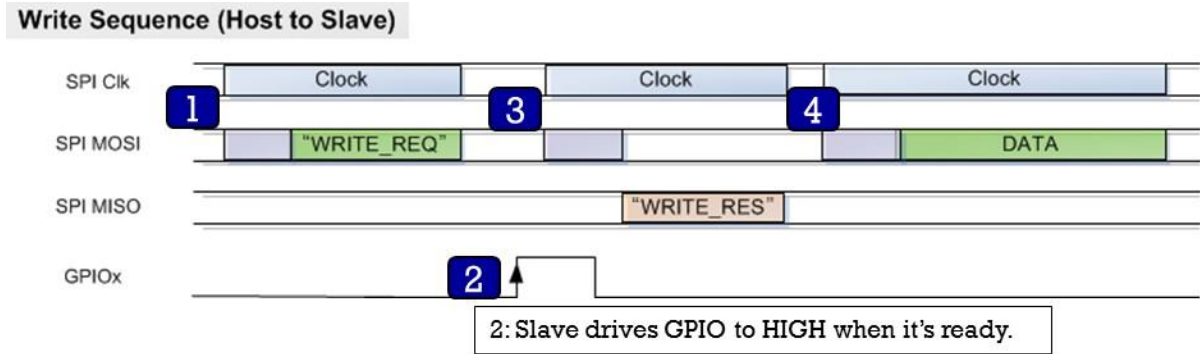 Write Sequence (Host to Slave)
SPI Clk Clock Clock Clock
1 3 4
SPI MOSI "WRITE_REQ" DATA
SPI MISO "WRITE_RES"
GPIOx 2
2: Slave drives GPIO to HIGH when it's ready.